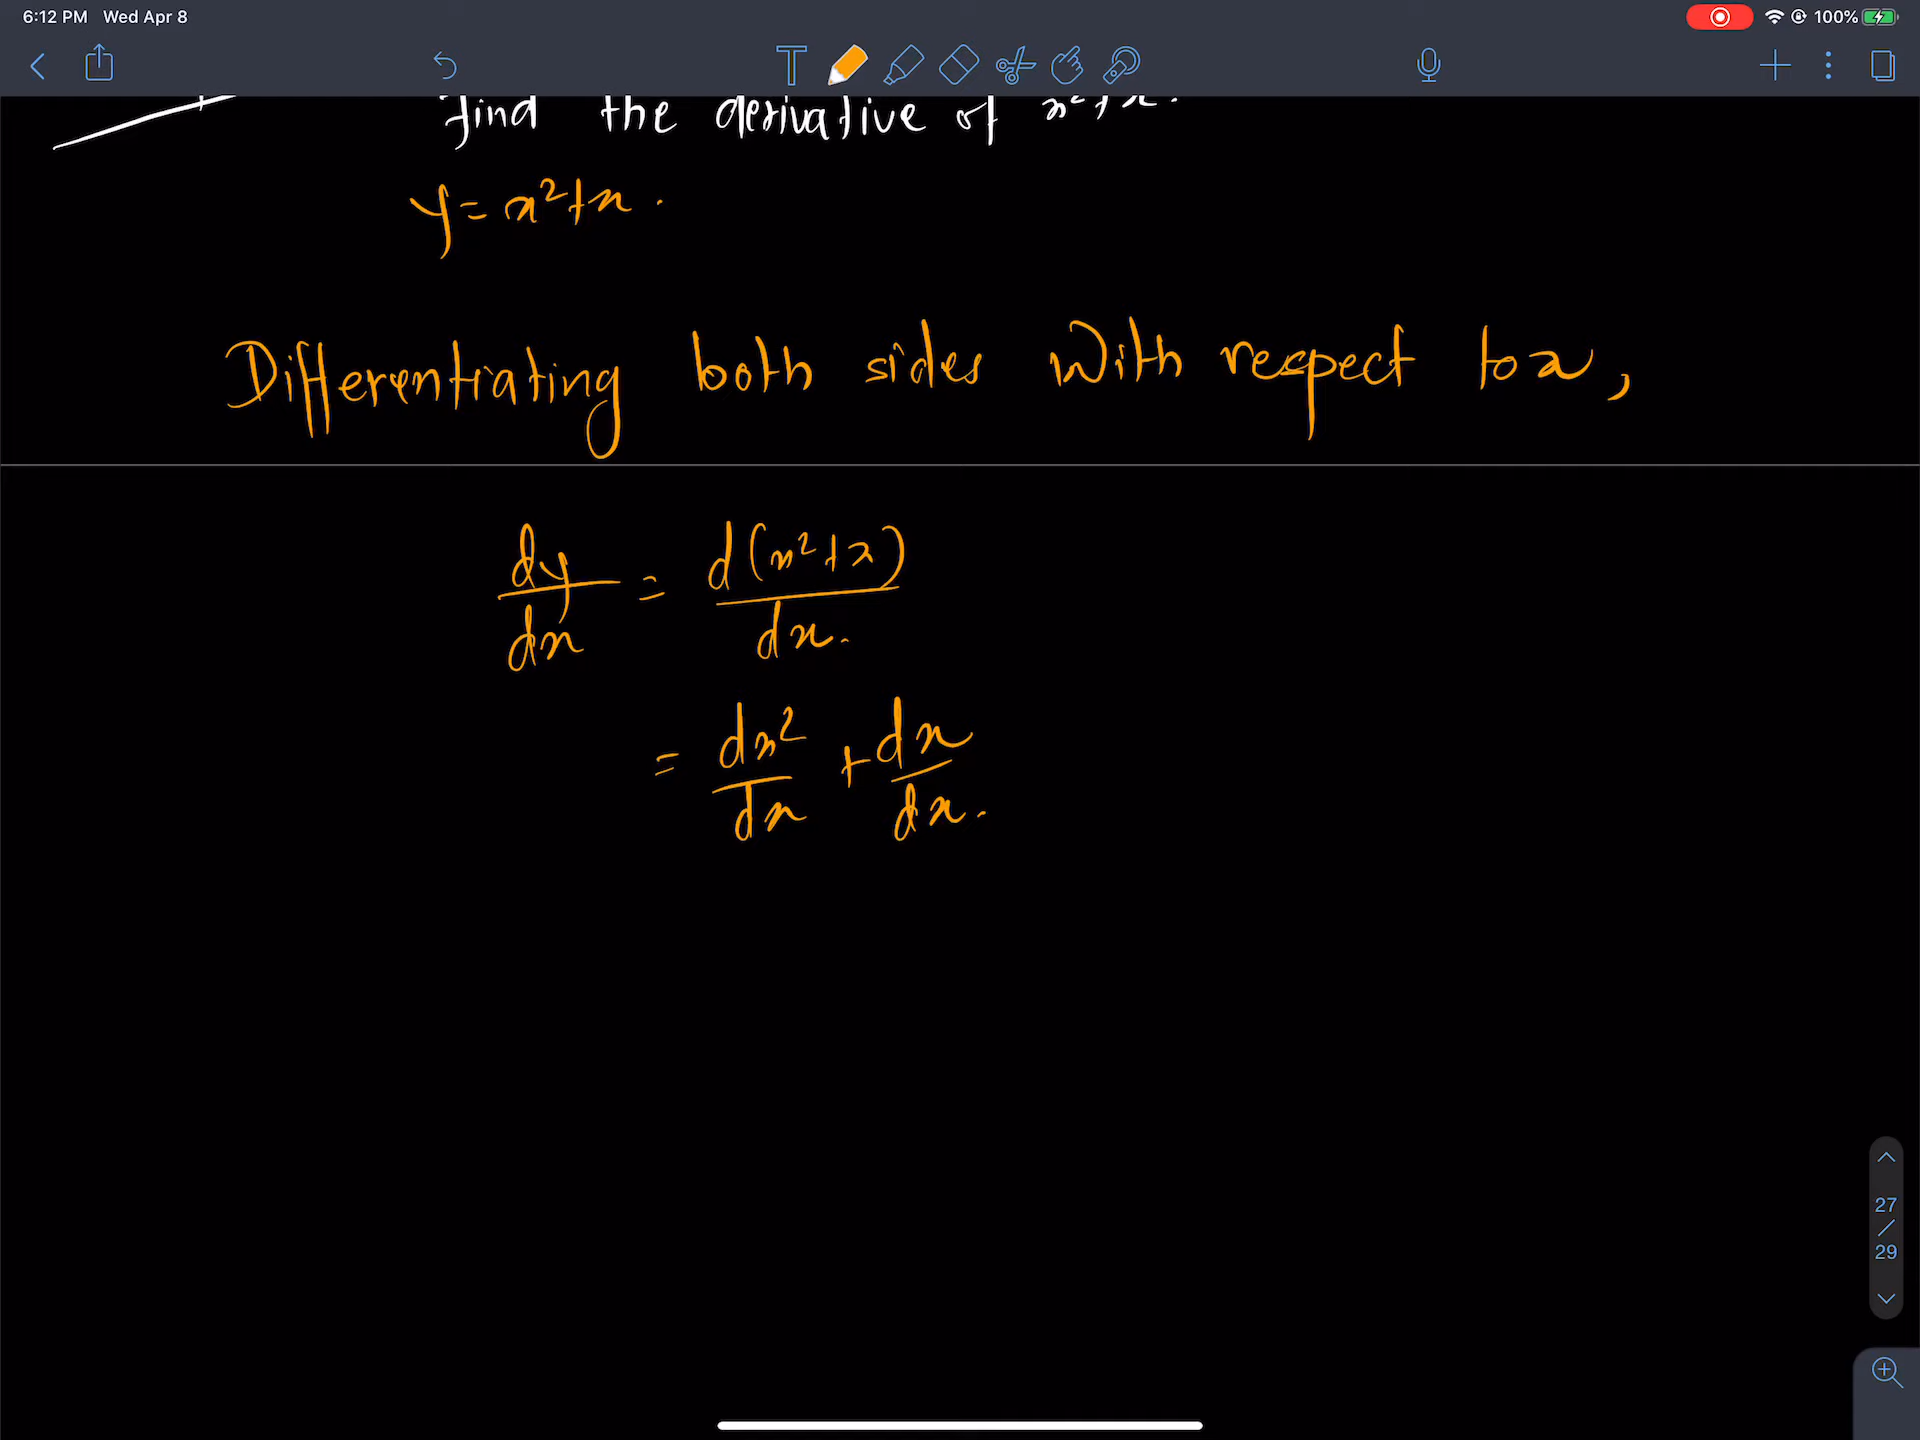 6:12 PM Wed Apr 8 100%
T
find the derivative of x²+x.
y = x²+x.
Differentiating both sides with respect to x,
dy/dx = d(x²+x)/dx.
= dx²/dx + dx/dx.
27
/
29